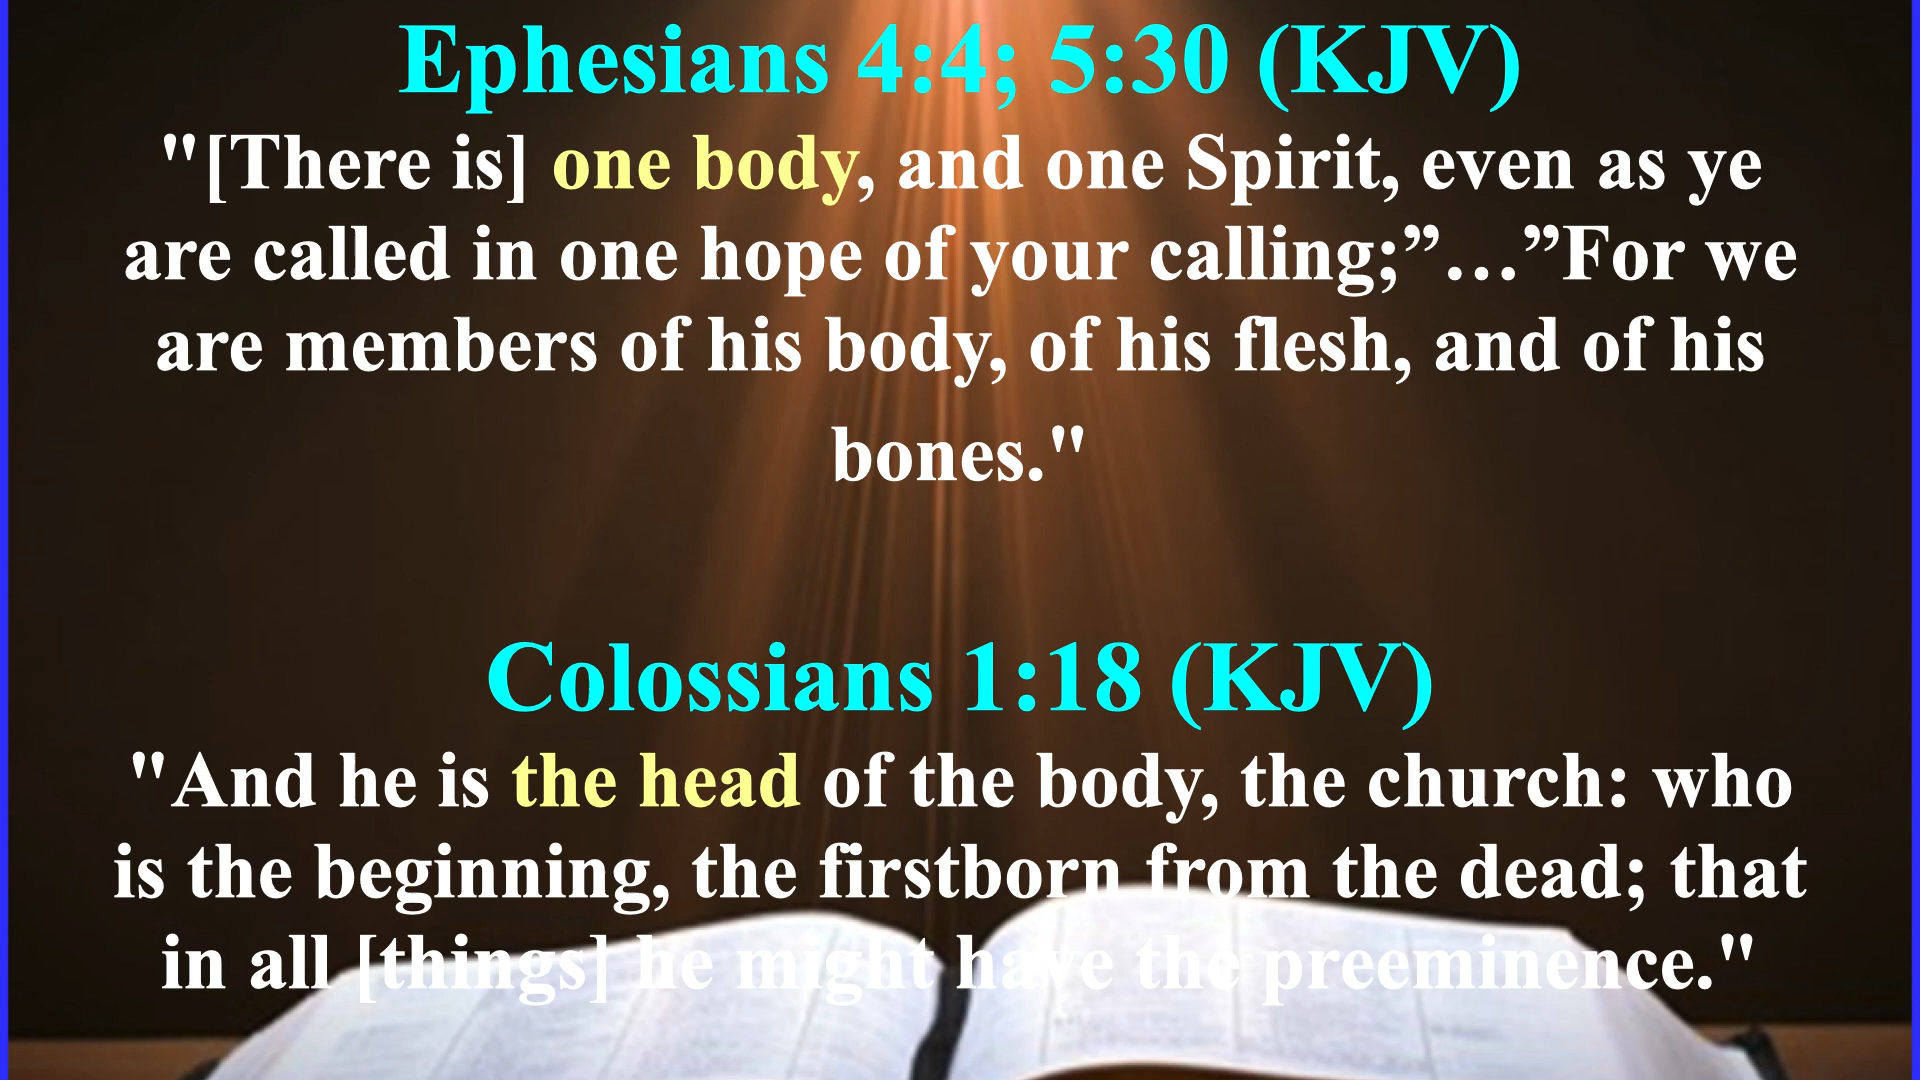 Ephesians 4:4; 5:30 (KJV)
"[There is] one body, and one Spirit, even as ye
are called in one hope of your calling;”…”For we
are members of his body, of his flesh, and of his
bones."
Colossians 1:18 (KJV)
"And he is the head of the body, the church: who
is the beginning, the firstborn from the dead; that
in all [things] he might have the preeminence."